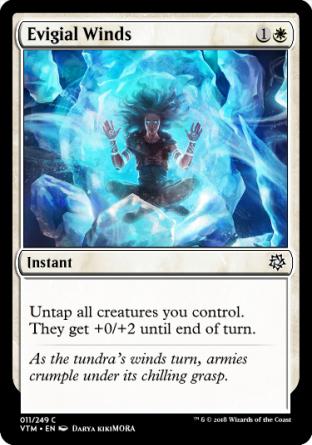 Evigial Winds 1
Instant
Untap all creatures you control.
They get +0/+2 until end of turn.
As the tundra's winds turn, armies
crumple under its chilling grasp.
011/249 C
VTM • EN Darya kikiMORA
™ & © 2018 Wizards of the Coast